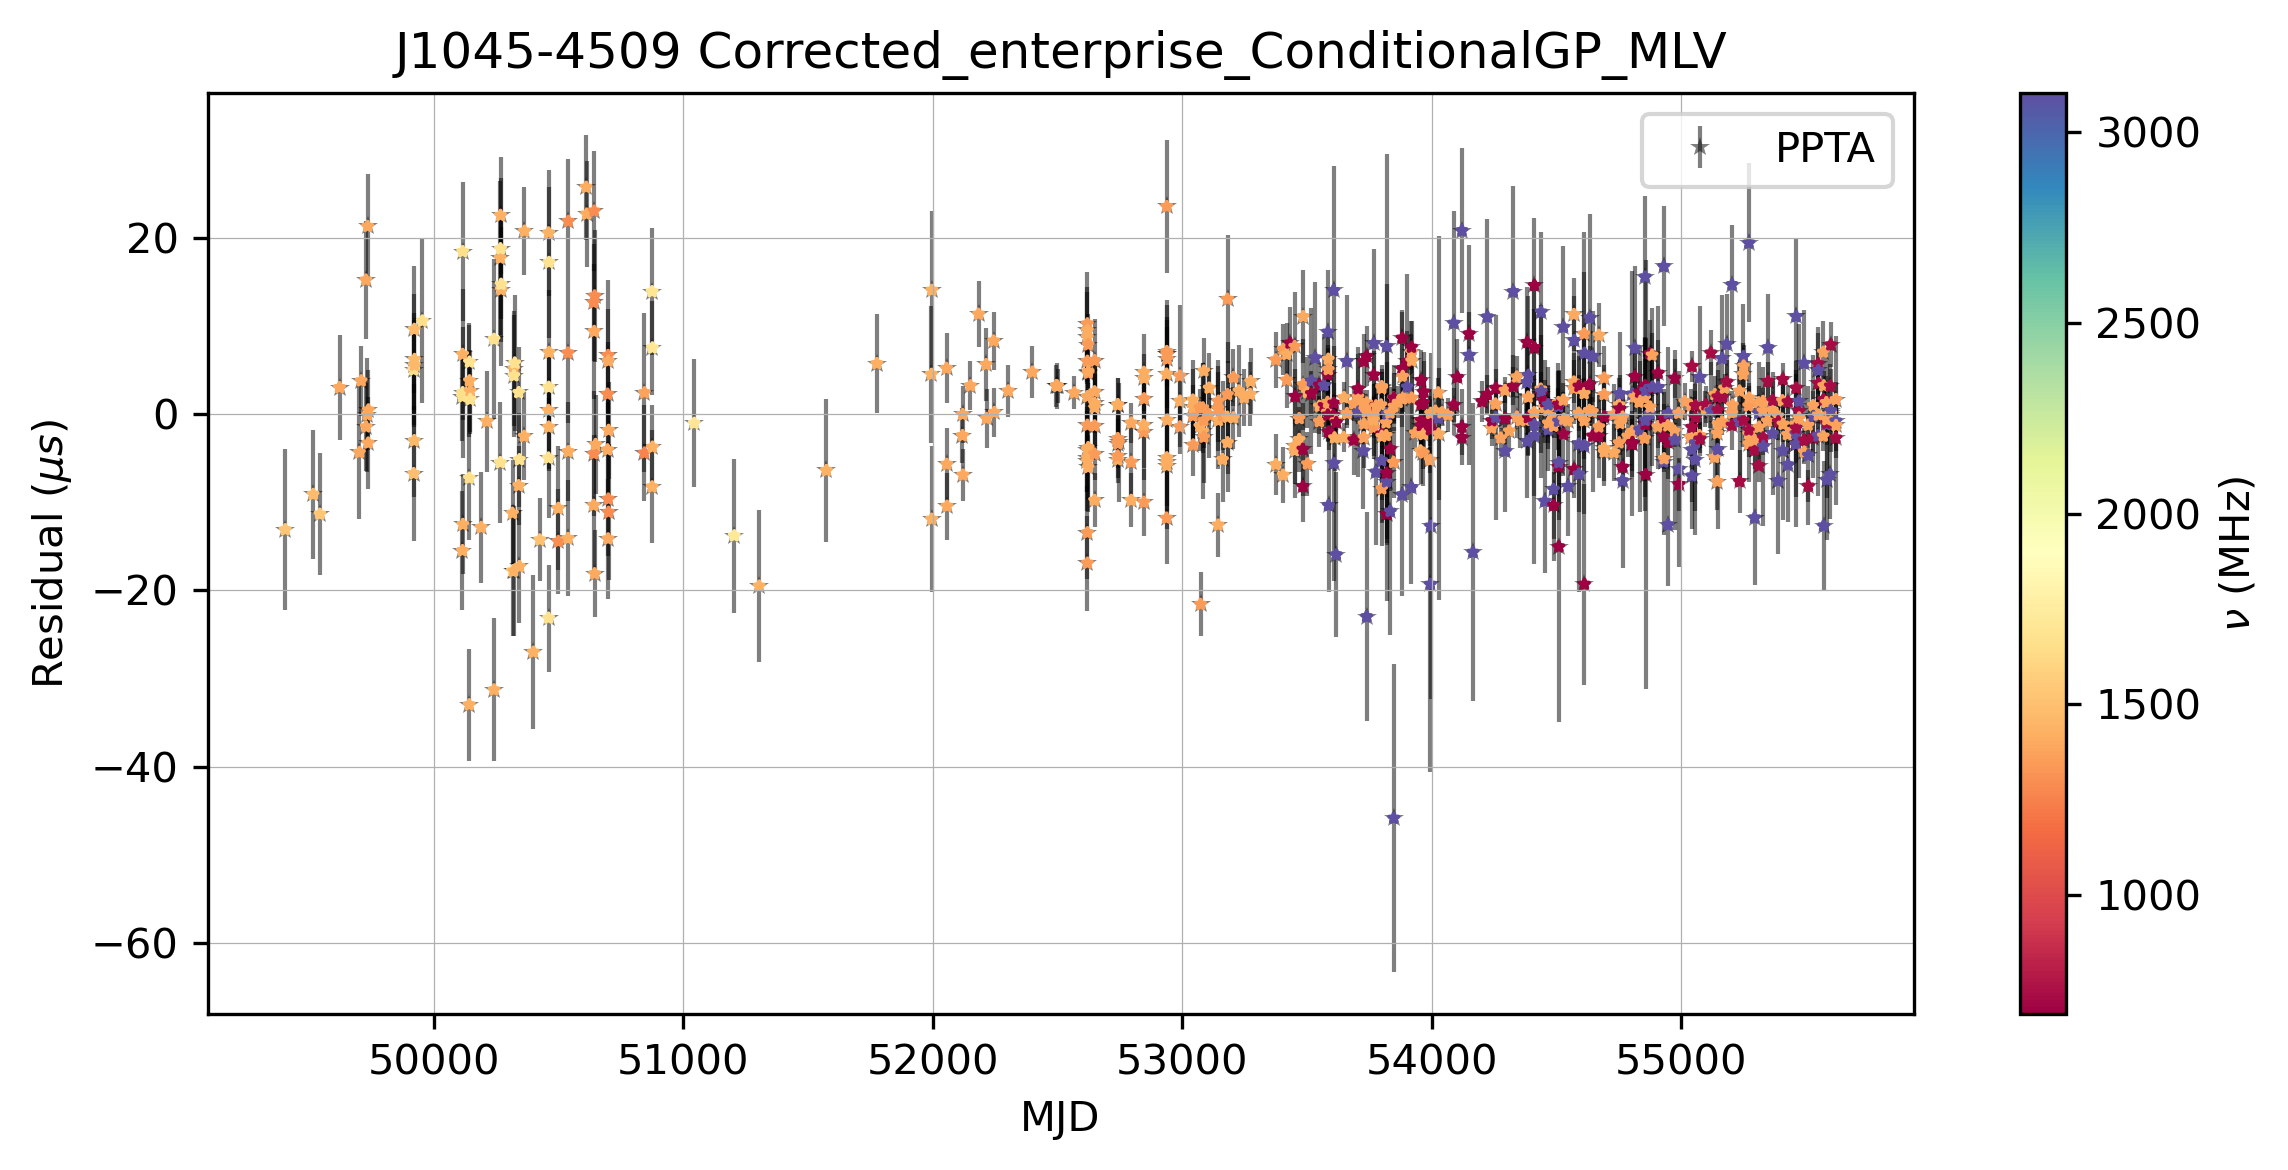 J1045-4509 Corrected_enterprise_ConditionalGP_MLV
PPTA
Residual (μs)
20
0
−20
−40
−60
50000 51000 52000 53000 54000 55000
MJD
3000
2500
2000
1500
1000
ν (MHz)